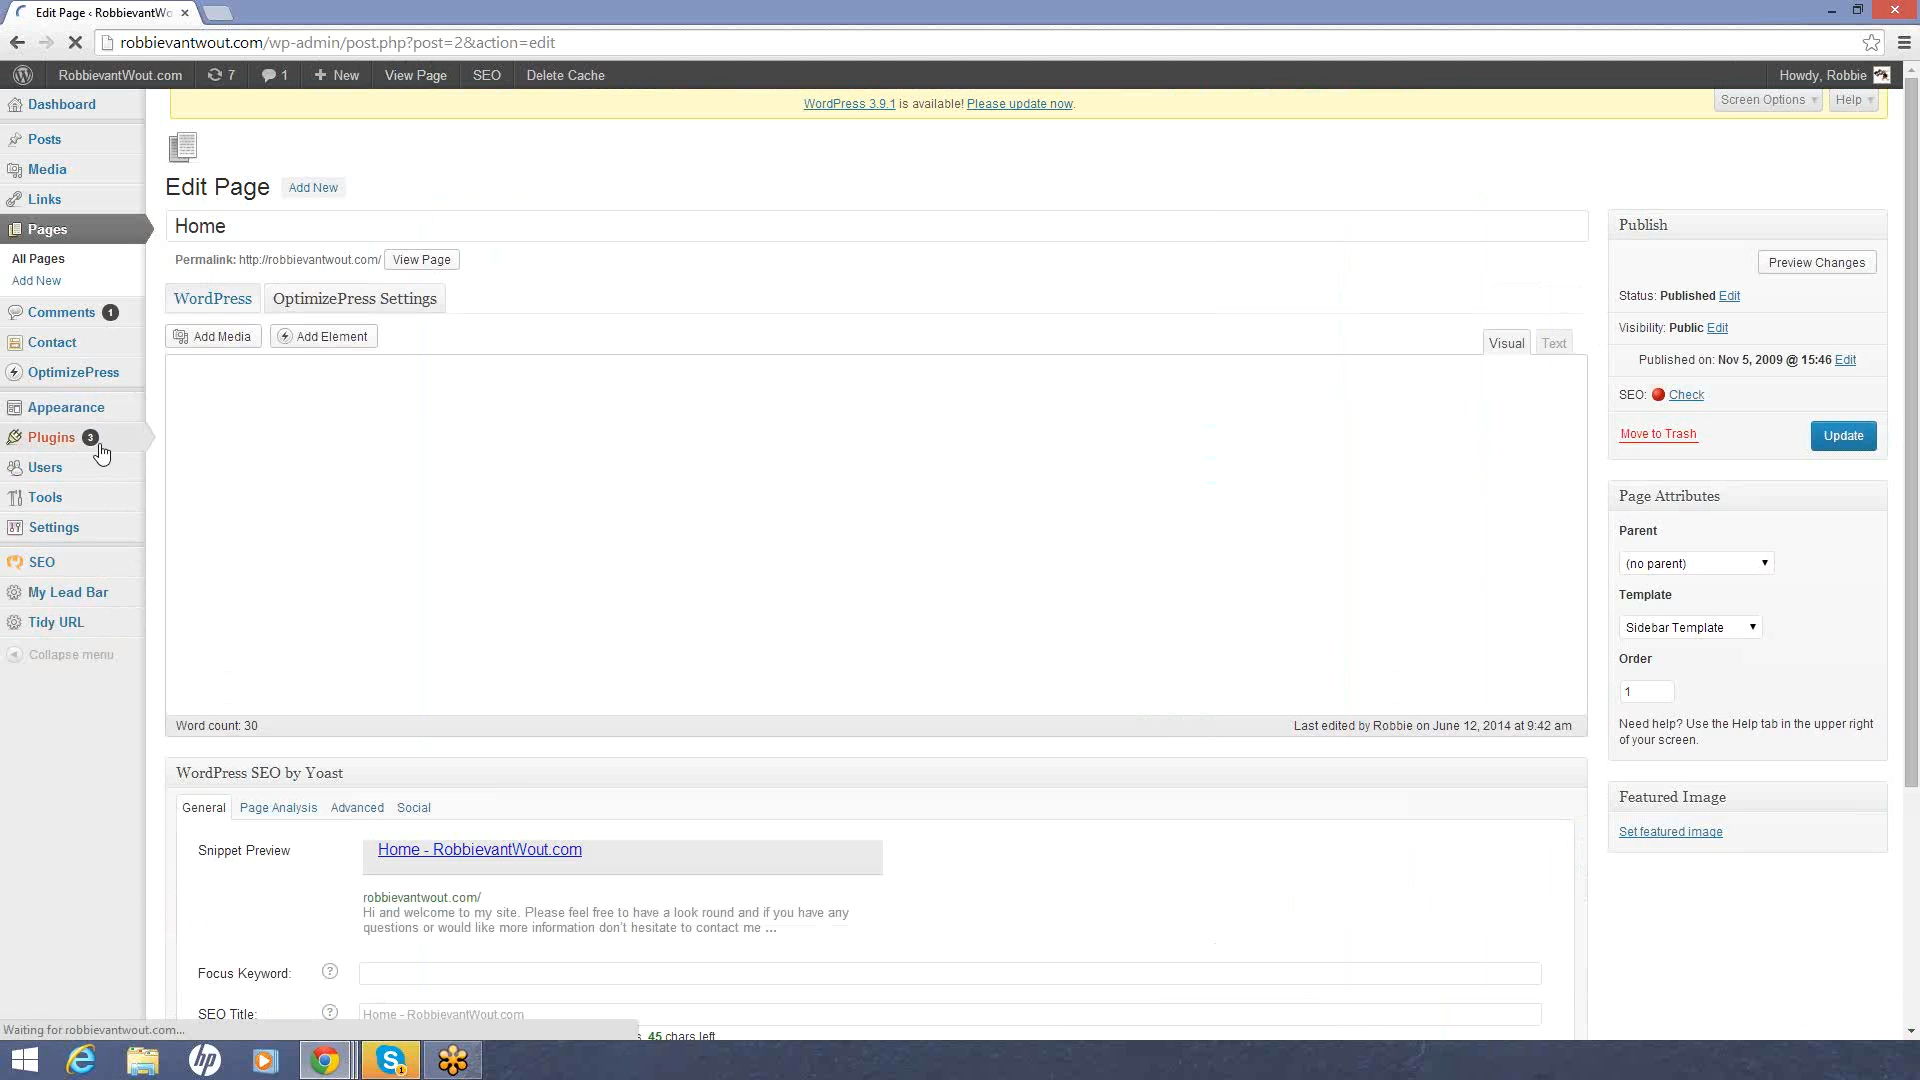 Edit Page ‹ RobbievantWo
robbievantwout.com/wp-admin/post.php?post=2&action=edit
RobbievantWout.com 7 1 New View Page SEO Delete Cache Howdy, Robbie
WordPress 3.9.1 is available! Please update now.
Screen Options Help
Dashboard
Posts
Media
Links
Pages
All Pages
Add New
Comments 1
Contact
OptimizePress
Appearance
Plugins 3
Users
Tools
Settings
SEO
My Lead Bar
Tidy URL
Collapse menu
Edit Page Add New
Home
Permalink: http://robbievantwout.com/ View Page
WordPress OptimizePress Settings
Add Media Add Element
Visual Text
Word count: 30
Last edited by Robbie on June 12, 2014 at 9:42 am
WordPress SEO by Yoast
General Page Analysis Advanced Social
Snippet Preview
Home - RobbievantWout.com
robbievantwout.com/
Hi and welcome to my site. Please feel free to have a look round and if you have any
questions or would like more information don't hesitate to contact me ...
Focus Keyword: ?
SEO Title: ? Home - RobbievantWout.com
45 chars left
Publish
Preview Changes
Status: Published Edit
Visibility: Public Edit
Published on: Nov 5, 2009 @ 15:46 Edit
SEO: Check
Move to Trash Update
Page Attributes
Parent
(no parent)
Template
Sidebar Template
Order
1
Need help? Use the Help tab in the upper right
of your screen.
Featured Image
Set featured image
Waiting for robbievantwout.com...
hp
1